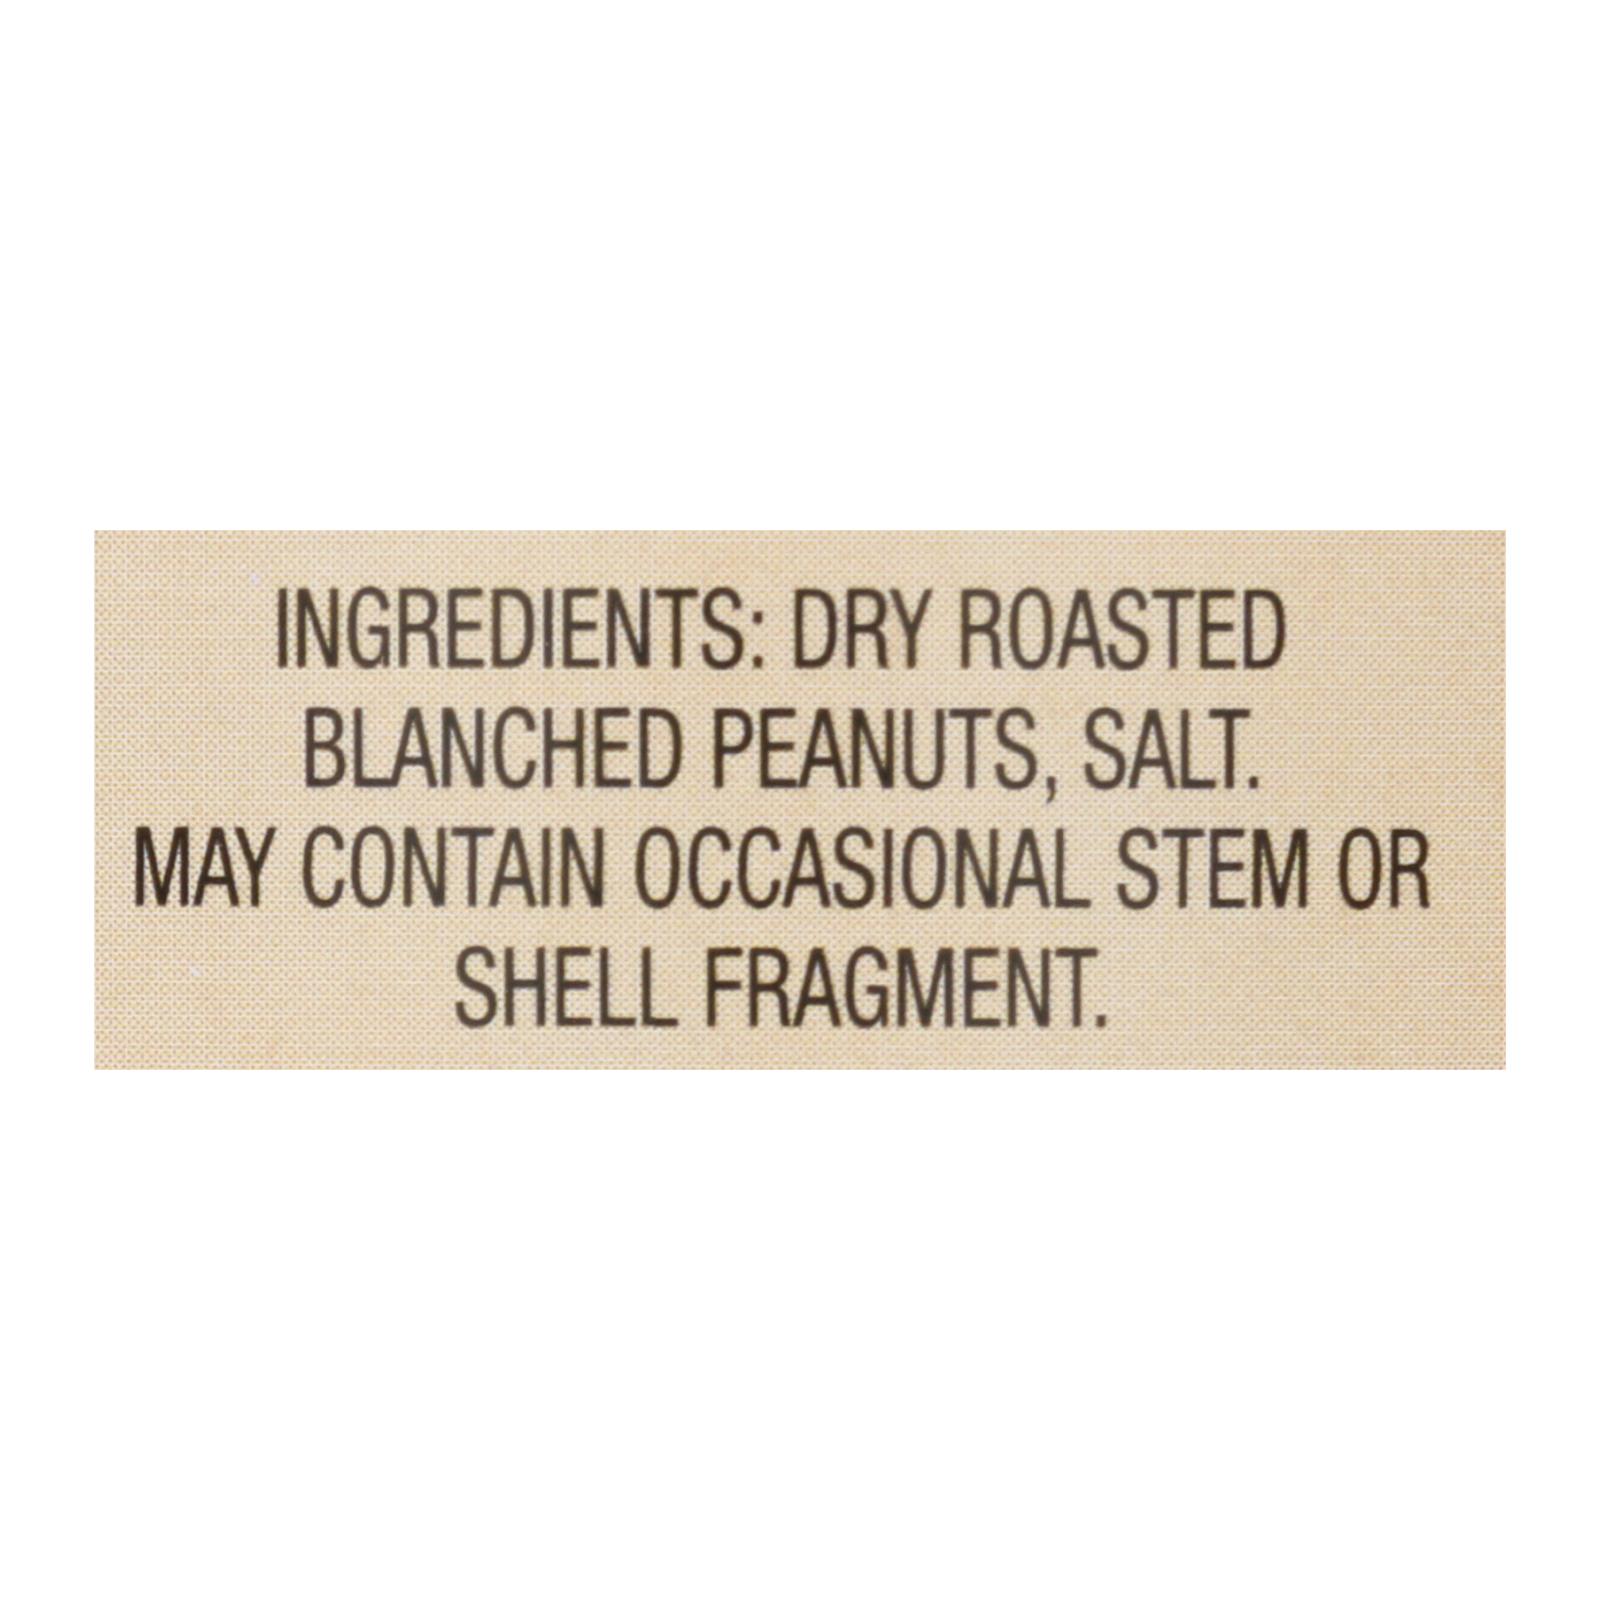 INGREDIENTS: DRY ROASTED
BLANCHED PEANUTS, SALT.
MAY CONTAIN OCCASIONAL STEM OR
SHELL FRAGMENT.